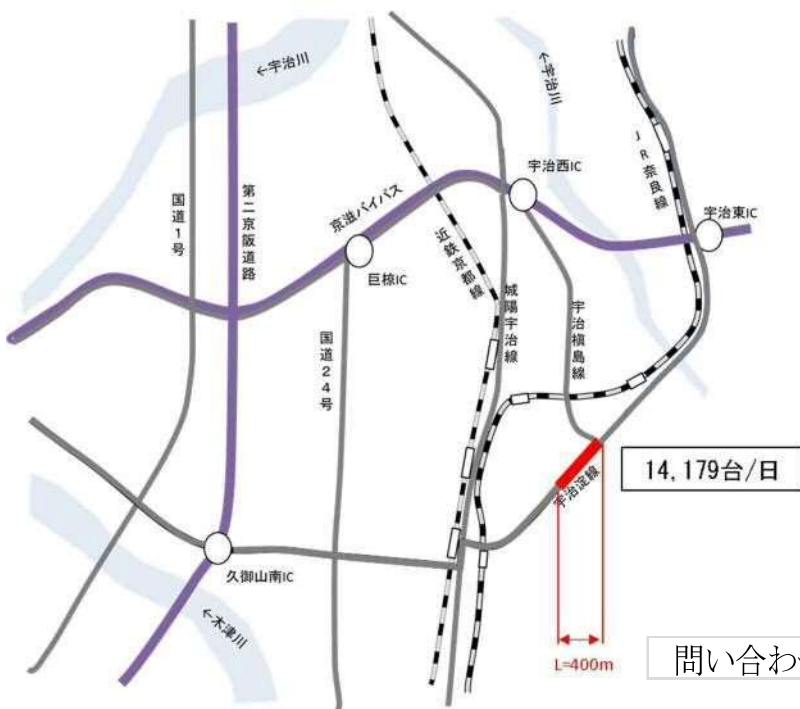 ←宇治川
←宇治川
JR奈良線
宇治西IC
宇治東IC
国道1号
第二京阪道路
京滋バイパス
近鉄京都線
巨椋IC
城陽宇治線
宇治槇島線
国道24号
14,179台/日
宇治淀線
久御山南IC
←木津川
L=400m
問い合わ